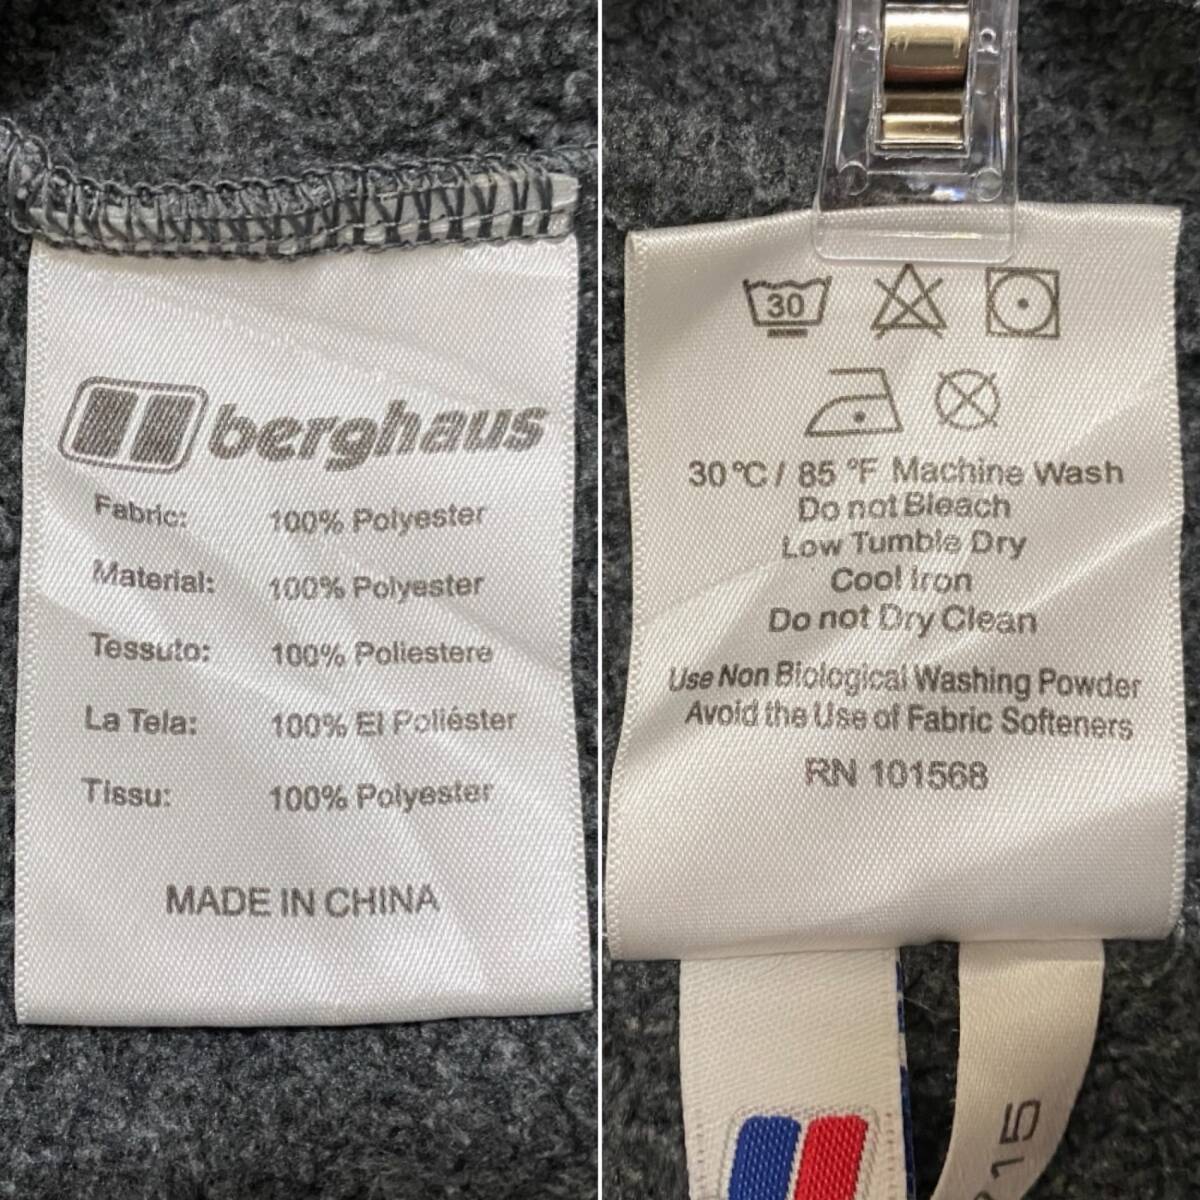 berghaus
Fabric: 100% Polyester
Material: 100% Polyester
Tessuto: 100% Poliestere
La Tela: 100% El Poliéster
Tissu: 100% Polyester
MADE IN CHINA
30
30°C / 85 °F Machine Wash
Do not Bleach
Low Tumble Dry
Cool Iron
Do not Dry Clean
Use Non Biological Washing Powder
Avoid the Use of Fabric Softeners
RN 101568
15